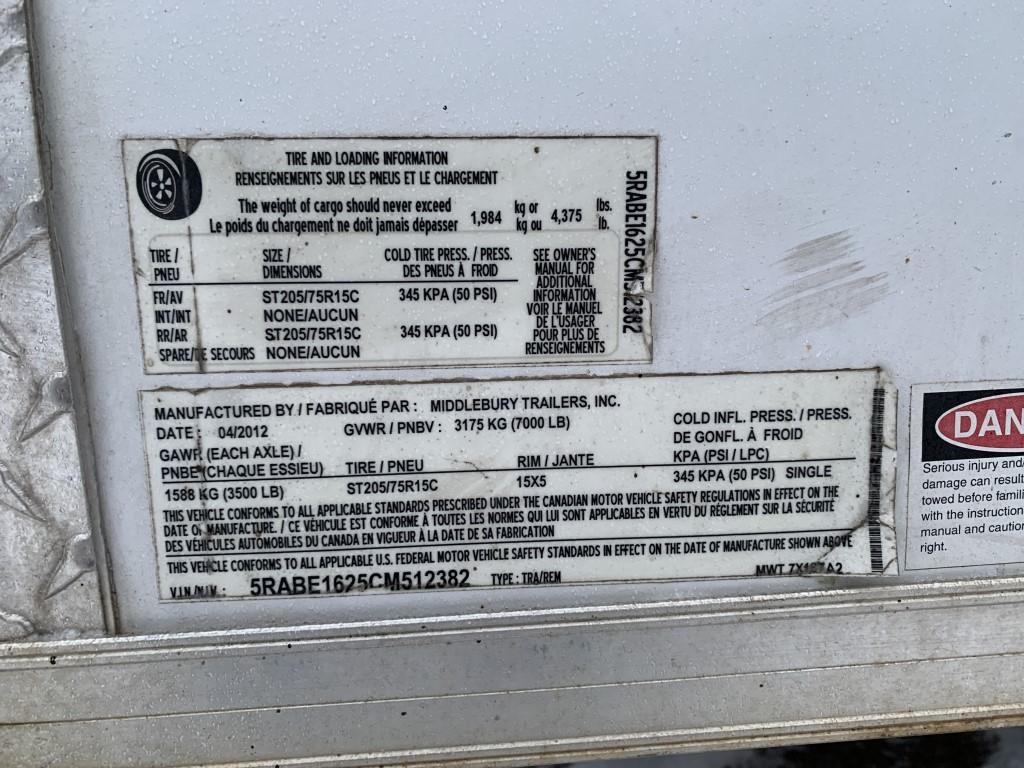 TIRE AND LOADING INFORMATION
RENSEIGNEMENTS SUR LES PNEUS ET LE CHARGEMENT
The weight of cargo should never exceed
Le poids du chargement ne doit jamais dépasser
1,984 kg or kg ou 4,375 lbs. lb.
TIRE / PNEU
SIZE / DIMENSIONS
COLD TIRE PRESS. / PRESS. DES PNEUS À FROID
FR/AV ST205/75R15C 345 KPA (50 PSI)
INT/INT NONE/AUCUN
RR/AR ST205/75R15C 345 KPA (50 PSI)
SPARE/DE SECOURS NONE/AUCUN
SEE OWNER'S
MANUAL FOR
ADDITIONAL
INFORMATION
VOIR LE MANUEL
DE L'USAGER
POUR PLUS DE
RENSEIGNEMENTS
5RABE1625CM512382
MANUFACTURED BY / FABRIQUÉ PAR : MIDDLEBURY TRAILERS, INC.
DATE : 04/2012 GVWR / PNBV : 3175 KG (7000 LB)
COLD INFL. PRESS. / PRESS.
DE GONFL. À FROID
KPA (PSI / LPC)
GAWR (EACH AXLE) /
PNBE (CHAQUE ESSIEU) TIRE / PNEU RIM / JANTE
1588 KG (3500 LB) ST205/75R15C 15X5 345 KPA (50 PSI) SINGLE
THIS VEHICLE CONFORMS TO ALL APPLICABLE STANDARDS PRESCRIBED UNDER THE CANADIAN MOTOR VEHICLE SAFETY REGULATIONS IN EFFECT ON THE
DATE OF MANUFACTURE. / CE VÉHICULE EST CONFORME À TOUTES LES NORMES QUI LUI SONT APPLICABLES EN VERTU DU RÉGLEMENT SUR LA SÉCURITÉ
DES VÉHICULES AUTOMOBILES DU CANADA EN VIGUEUR À LA DATE DE SA FABRICATION
THIS VEHICLE CONFORMS TO ALL APPLICABLE U.S. FEDERAL MOTOR VEHICLE SAFETY STANDARDS IN EFFECT ON THE DATE OF MANUFACTURE SHOWN ABOVE
V.I.N./N.I.V. : 5RABE1625CM512382 TYPE : TRA/REM MWT
DAN
Serious injury and/
damage can result
towed before famili
with the instruction
manual and caution
right.